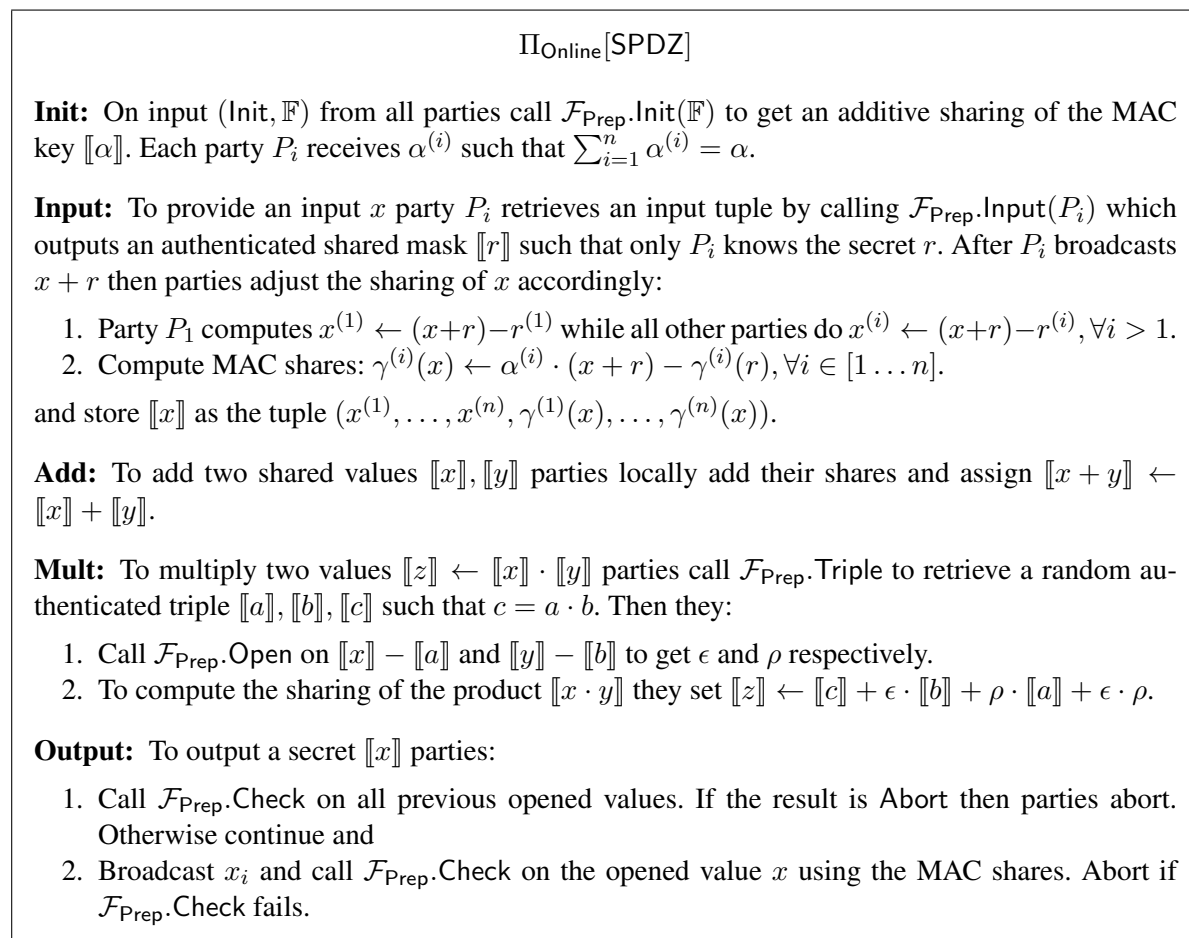 Π_Online[SPDZ]
Init: On input (Init, 𝔽) from all parties call ℱ_Prep.Init(𝔽) to get an additive sharing of the MAC
key ⟦α⟧. Each party P_i receives α^(i) such that ∑_{i=1}^n α^(i) = α.
Input: To provide an input x party P_i retrieves an input tuple by calling ℱ_Prep.Input(P_i) which
outputs an authenticated shared mask ⟦r⟧ such that only P_i knows the secret r. After P_i broadcasts
x + r then parties adjust the sharing of x accordingly:
1. Party P_1 computes x^(1) ← (x+r)−r^(1) while all other parties do x^(i) ← (x+r)−r^(i), ∀i > 1.
2. Compute MAC shares: γ^(i)(x) ← α^(i) · (x + r) − γ^(i)(r), ∀i ∈ [1 . . . n].
and store ⟦x⟧ as the tuple (x^(1), . . . , x^(n), γ^(1)(x), . . . , γ^(n)(x)).
Add: To add two shared values ⟦x⟧, ⟦y⟧ parties locally add their shares and assign ⟦x + y⟧ ←
⟦x⟧ + ⟦y⟧.
Mult: To multiply two values ⟦z⟧ ← ⟦x⟧ · ⟦y⟧ parties call ℱ_Prep.Triple to retrieve a random au-
thenticated triple ⟦a⟧, ⟦b⟧, ⟦c⟧ such that c = a · b. Then they:
1. Call ℱ_Prep.Open on ⟦x⟧ − ⟦a⟧ and ⟦y⟧ − ⟦b⟧ to get ϵ and ρ respectively.
2. To compute the sharing of the product ⟦x · y⟧ they set ⟦z⟧ ← ⟦c⟧ + ϵ · ⟦b⟧ + ρ · ⟦a⟧ + ϵ · ρ.
Output: To output a secret ⟦x⟧ parties:
1. Call ℱ_Prep.Check on all previous opened values. If the result is Abort then parties abort.
Otherwise continue and
2. Broadcast x_i and call ℱ_Prep.Check on the opened value x using the MAC shares. Abort if
ℱ_Prep.Check fails.